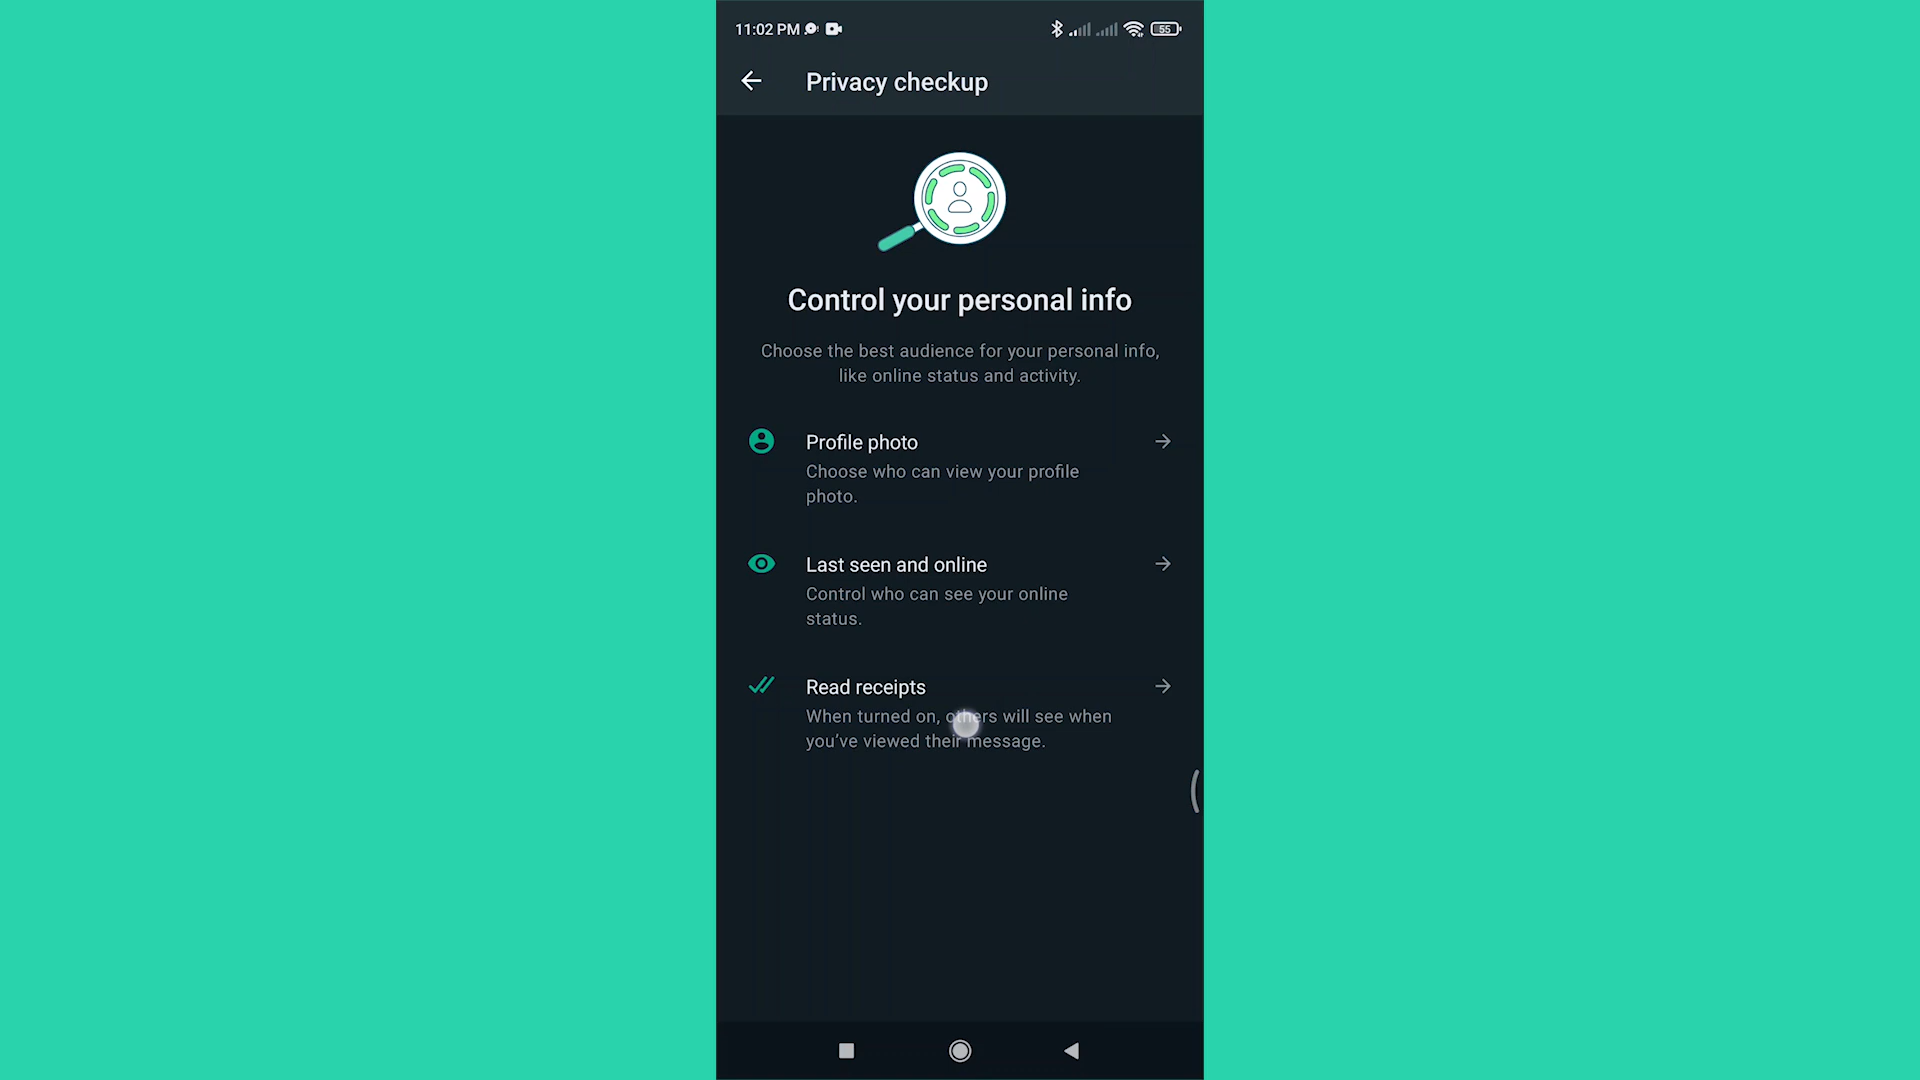 11:02 PM
55
Privacy checkup
Control your personal info
Choose the best audience for your personal info,
like online status and activity.
Profile photo
Choose who can view your profile
photo.
Last seen and online
Control who can see your online
status.
Read receipts
When turned on, others will see when
you’ve viewed their message.